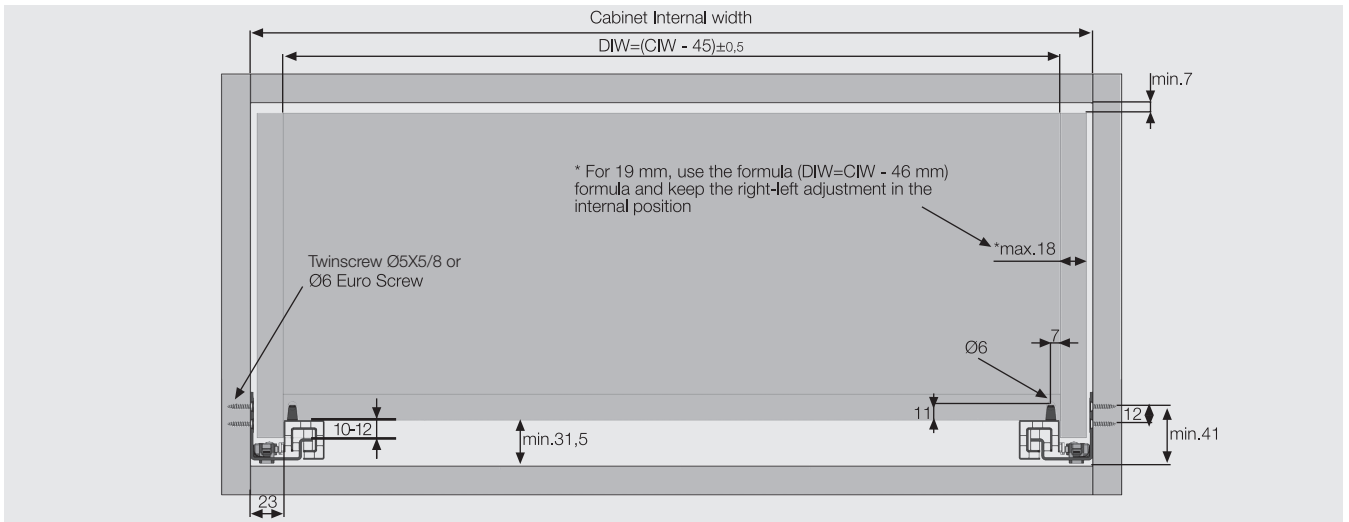 Cabinet Internal width
DIW=(CIW - 45)±0,5
min.7
* For 19 mm, use the formula (DIW=CIW - 46 mm)
formula and keep the right-left adjustment in the
internal position
*max.18
Twinscrew Ø5X5/8 or
Ø6 Euro Screw
7
Ø6
11
12
10-12
min.31,5
min.41
23